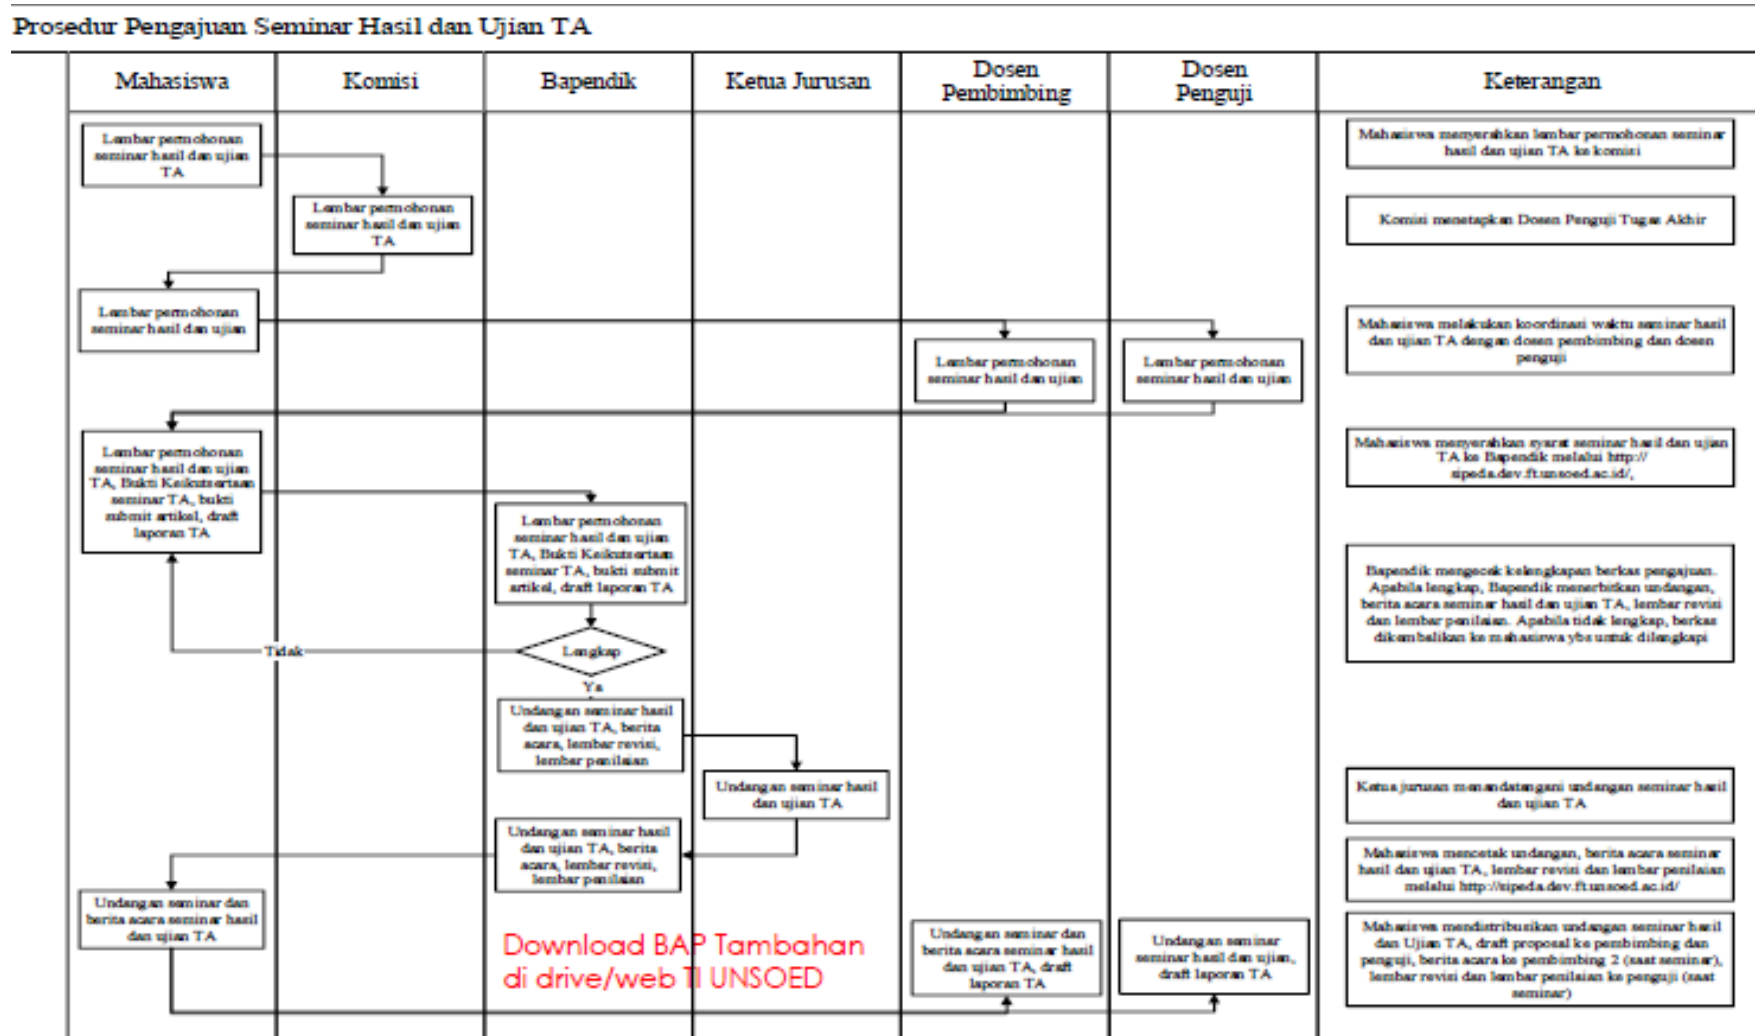 Prosedur Pengajuan Seminar Hasil dan Ujian TA
Mahasiswa
Komisi
Bapendik
Ketua Jurusan
Dosen
Pembimbing
Dosen
Penguji
Keterangan
Lembar permohonan
seminar hasil dan ujian
TA
Mahasiswa menyerahkan lembar permohonan seminar
hasil dan ujian TA ke komisi
Lembar permohonan
seminar hasil dan ujian
TA
Komisi menetapkan Dosen Penguji Tugas Akhir
Lembar permohonan
seminar hasil dan ujian
Lembar permohonan
seminar hasil dan ujian
Lembar permohonan
seminar hasil dan ujian
Mahasiswa melakukan koordinasi waktu seminar hasil
dan ujian TA dengan dosen pembimbing dan dosen
penguji
Lembar permohonan
seminar hasil dan ujian
TA, Bukti Keikutsertaan
seminar TA, bukti
submit artikel, draft
laporan TA
Mahasiswa menyerahkan syarat seminar hasil dan ujian
TA ke Bapendik melalui http://
sipeda.dev.ft.unsoed.ac.id/,
Lembar permohonan
seminar hasil dan ujian
TA, Bukti Keikutsertaan
seminar TA, bukti submit
artikel, draft laporan TA
Bapendik mengecek kelengkapan berkas pengajuan.
Apabila lengkap, Bapendik menerbitkan undangan,
berita acara seminar hasil dan ujian TA, lembar revisi
dan lembar penilaian. Apabila tidak lengkap, berkas
dikembalikan ke mahasiswa ybs untuk dilengkapi
Tidak
Lengkap
Ya
Undangan seminar hasil
dan ujian TA, berita
acara, lembar revisi,
lembar penilaian
Undangan seminar hasil
dan ujian TA
Ketua jurusan menandatangani undangan seminar hasil
dan ujian TA
Undangan seminar hasil
dan ujian TA, berita
acara, lembar revisi,
lembar penilaian
Mahasiswa mencetak undangan, berita acara seminar
hasil dan ujian TA, lembar revisi dan lembar penilaian
melalui http://sipeda.dev.ft.unsoed.ac.id/
Undangan seminar dan
berita acara seminar hasil
dan ujian TA
Download BAP Tambahan
di drive/web TI UNSOED
Undangan seminar dan
berita acara seminar hasil
dan ujian TA, draft
laporan TA
Undangan seminar
seminar hasil dan ujian,
draft laporan TA
Mahasiswa mendistribusikan undangan seminar hasil
dan Ujian TA, draft proposal ke pembimbing dan
penguji, berita acara ke pembimbing 2 (saat seminar),
lembar revisi dan lembar penilaian ke penguji (saat
seminar)